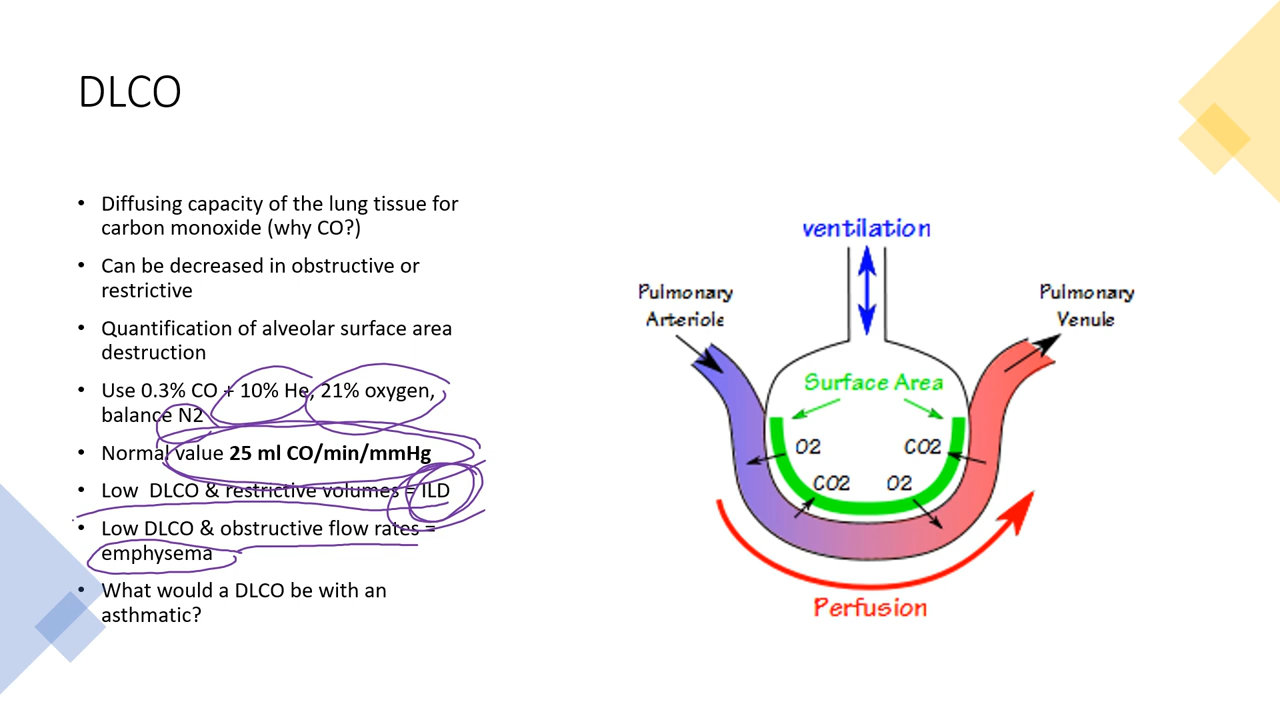 DLCO
• Diffusing capacity of the lung tissue for
carbon monoxide (why CO?)
• Can be decreased in obstructive or
restrictive
• Quantification of alveolar surface area
destruction
• Use 0.3% CO + 10% He, 21% oxygen,
balance N2
• Normal value 25 ml CO/min/mmHg
• Low DLCO & restrictive volumes = ILD
• Low DLCO & obstructive flow rates =
emphysema
• What would a DLCO be with an
asthmatic?
ventilation
Pulmonary
Arteriole
Pulmonary
Venule
Surface Area
O2
CO2
CO2
O2
Perfusion